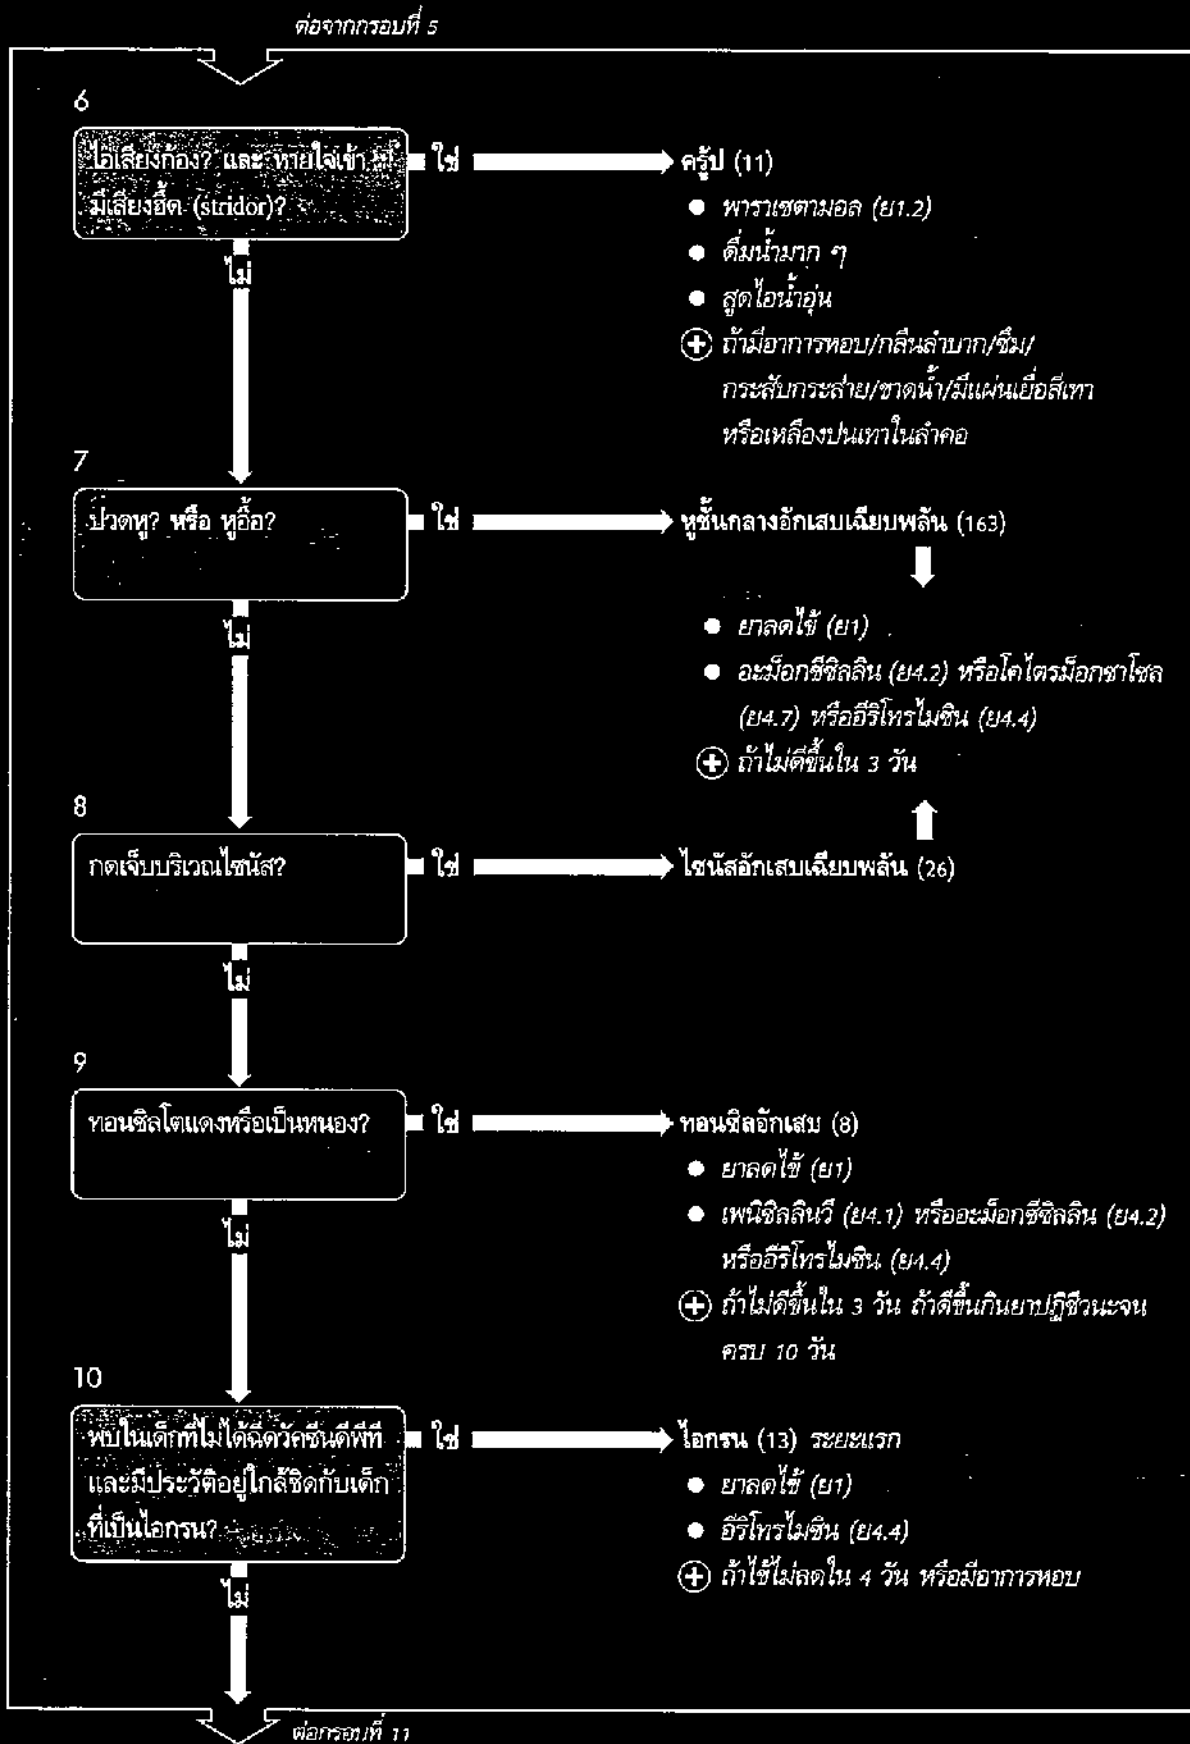 ต่อจากกรอบที่ 5
6
ไอเสียงก้อง? และ หายใจเข้า
มีเสียงฮื้ด (stridor)?
ใช่
ครู้ป (11)
● พาราเซตามอล (ย1.2)
● ดื่มน้ำมาก ๆ
● สูดไอน้ำอุ่น
⊕ ถ้ามีอาการหอบ/กลืนลำบาก/ซึม/
กระสับกระส่าย/ขาดน้ำ/มีแผ่นเยื่อสีเทา
หรือเหลืองปนเทาในลำคอ
ไม่
7
ปวดหู? หรือ หูอื้อ?
ใช่
หูชั้นกลางอักเสบเฉียบพลัน (163)
● ยาลดไข้ (ย1)
● อะม็อกซีซิลลิน (ย4.2) หรือโคไตรม็อกซาโซล
(ย4.7) หรืออีริโทรไมซิน (ย4.4)
⊕ ถ้าไม่ดีขึ้นใน 3 วัน
ไม่
8
กดเจ็บบริเวณไซนัส?
ใช่
ไซนัสอักเสบเฉียบพลัน (26)
ไม่
9
ทอนซิลโตแดงหรือเป็นหนอง?
ใช่
ทอนซิลอักเสบ (8)
● ยาลดไข้ (ย1)
● เพนิซิลลินวี (ย4.1) หรืออะม็อกซีซิลลิน (ย4.2)
หรืออีริโทรไมซิน (ย4.4)
⊕ ถ้าไม่ดีขึ้นใน 3 วัน ถ้าดีขึ้นกินยาปฏิชีวนะจน
ครบ 10 วัน
ไม่
10
พบในเด็กที่ไม่ได้ฉีดวัคซีนดีพีที
และมีประวัติอยู่ใกล้ชิดกับเด็ก
ที่เป็นไอกรน?
ใช่
ไอกรน (13) ระยะแรก
● ยาลดไข้ (ย1)
● อีริโทรไมซิน (ย4.4)
⊕ ถ้าไข้ไม่ลดใน 4 วัน หรือมีอาการหอบ
ไม่
ต่อกรอบที่ 11